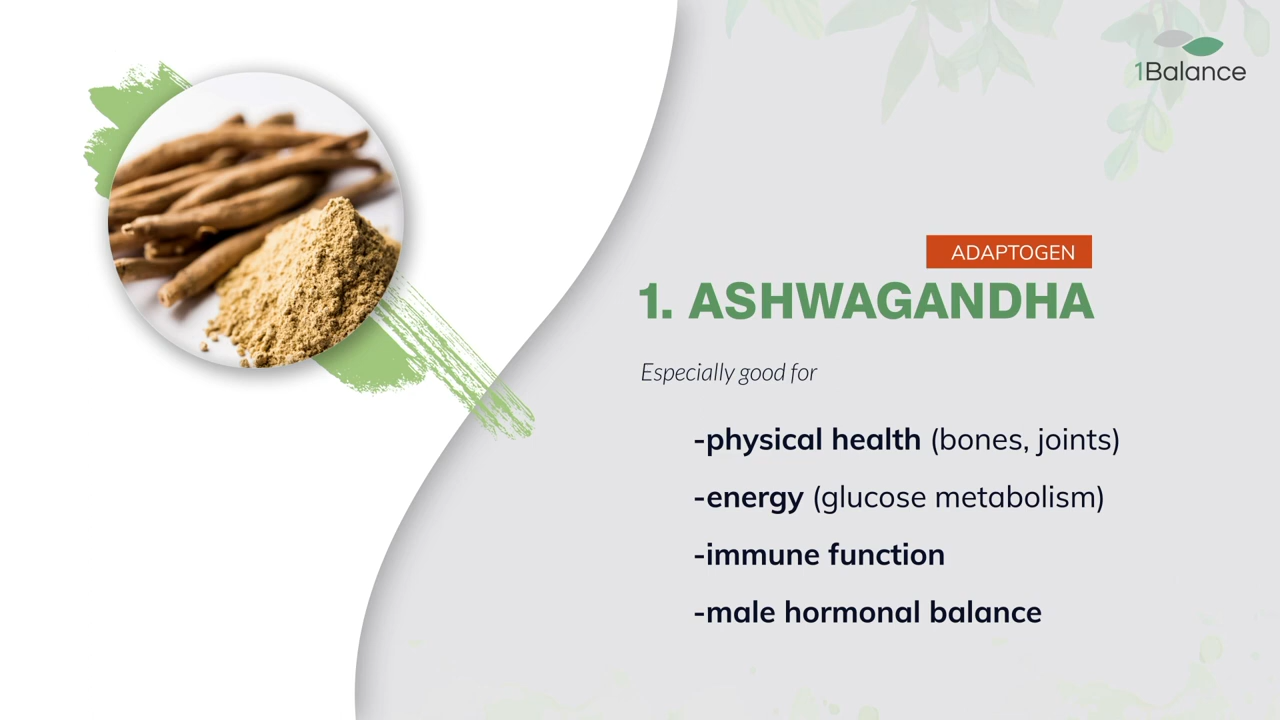 1Balance
ADAPTOGEN
1. ASHWAGANDHA
Especially good for
-physical health (bones, joints)
-energy (glucose metabolism)
-immune function
-male hormonal balance